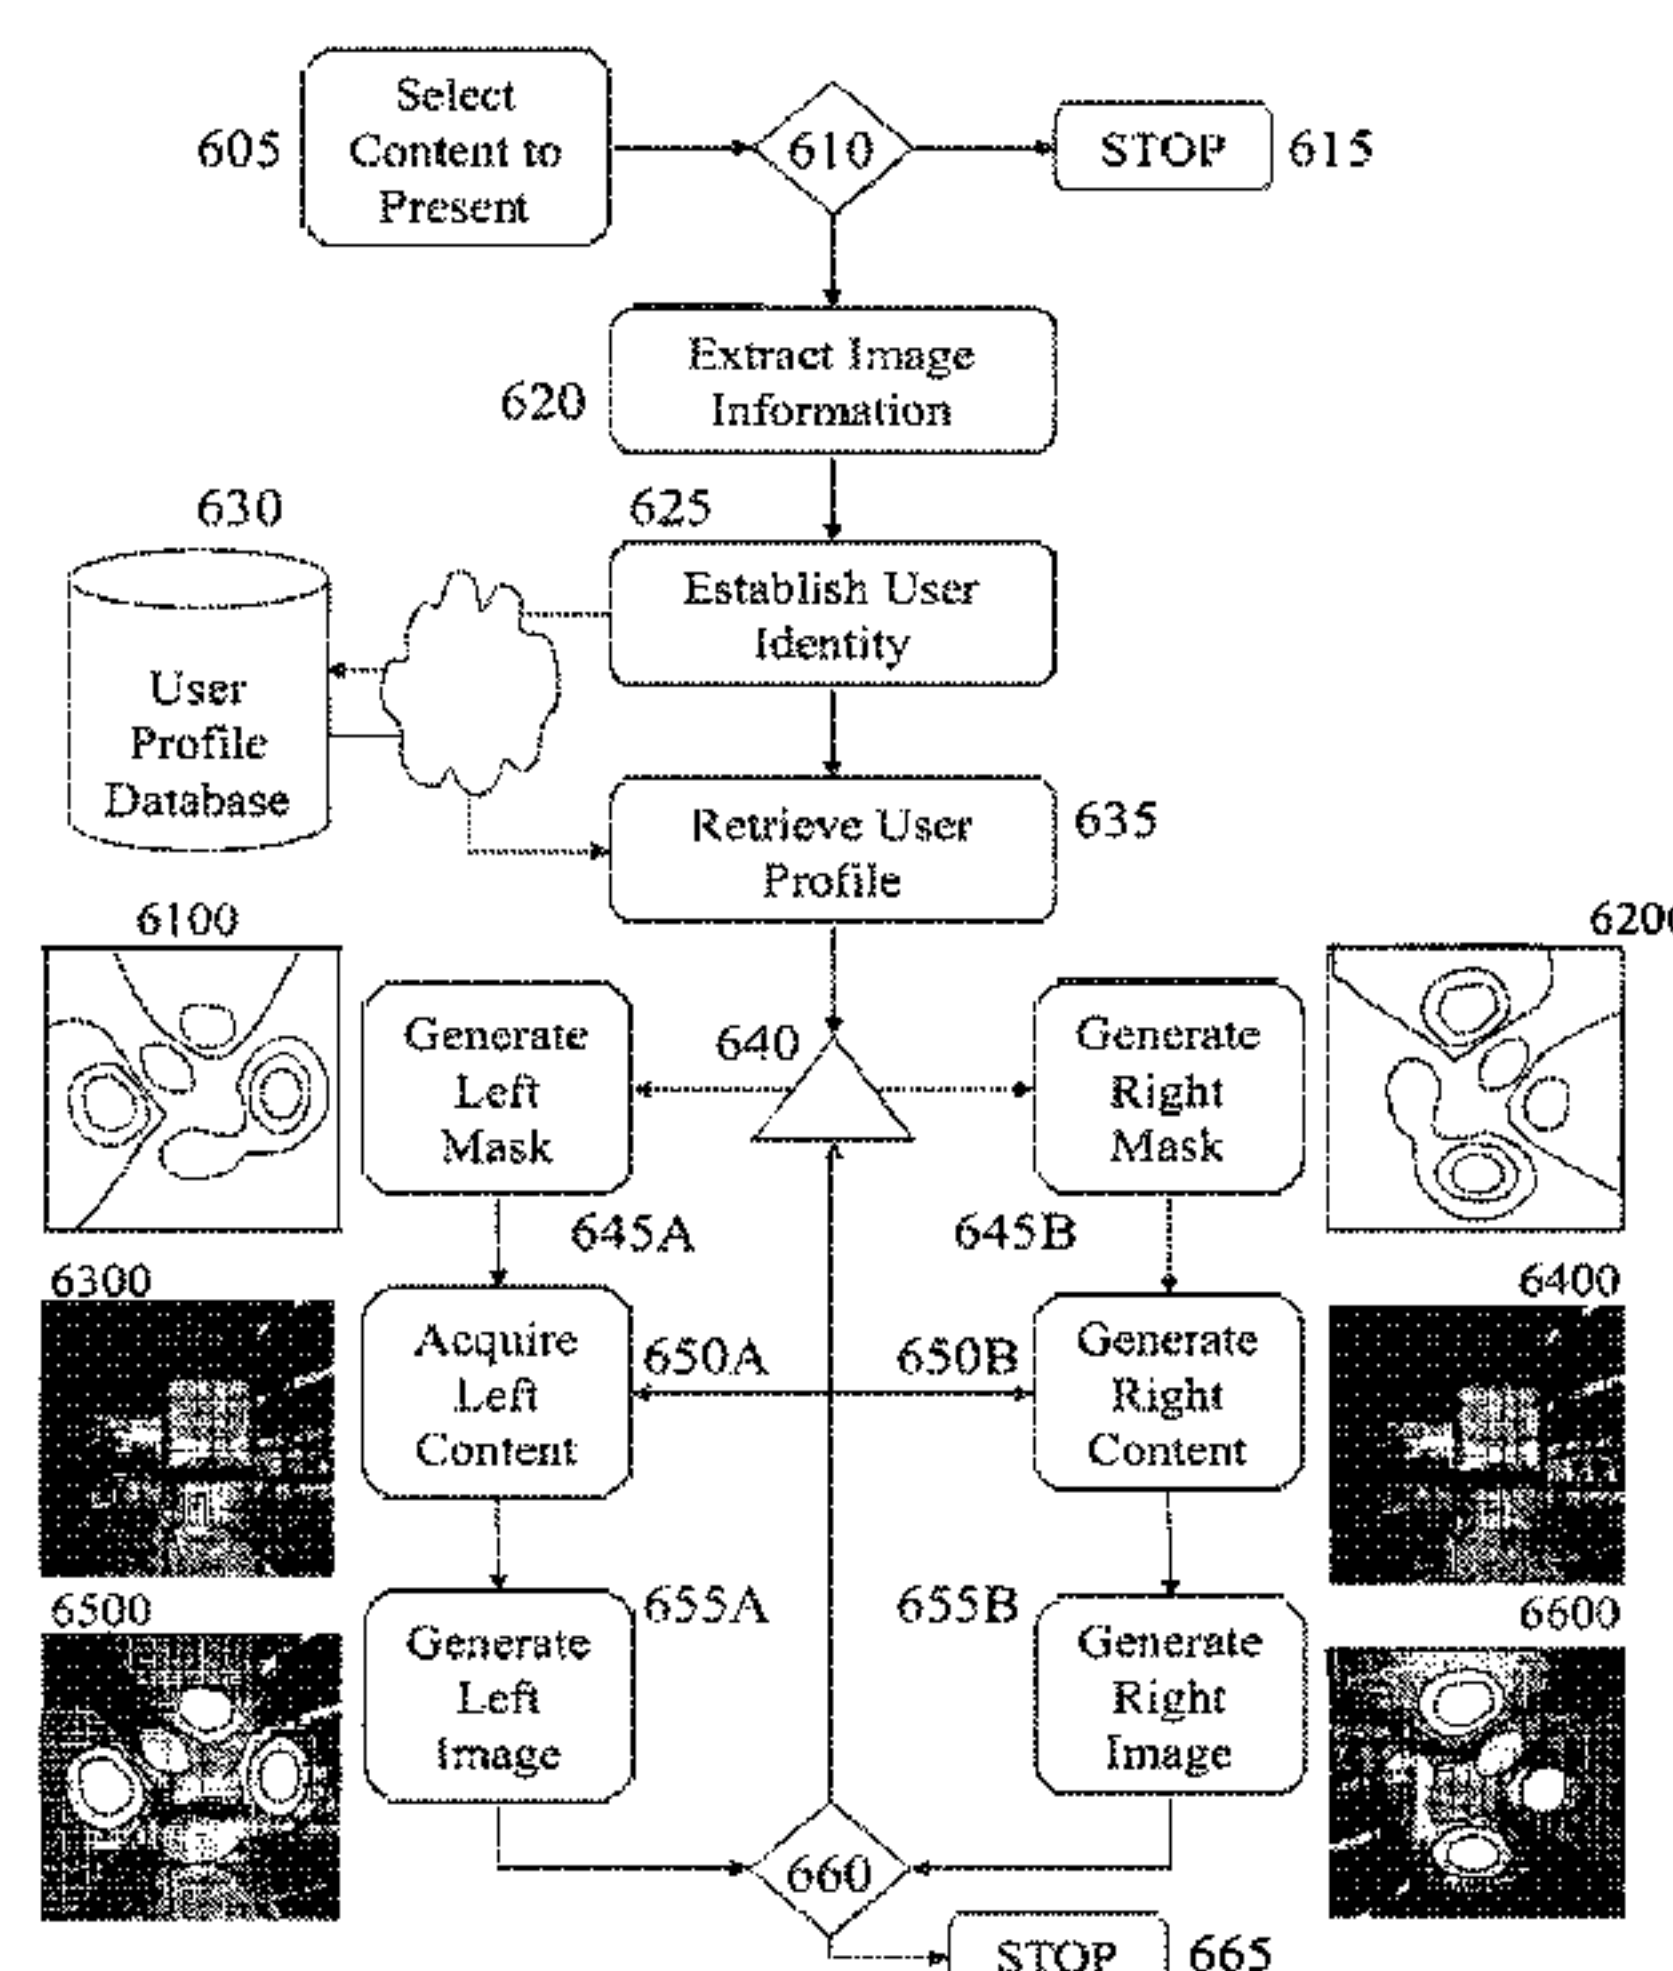 Select
Content to
Present
605
610
STOP
615
Extract Image
Information
620
630
625
Establish User
Identity
User
Profile
Database
Retrieve User
Profile
635
6100
6200
Generate
Left
Mask
640
Generate
Right
Mask
645A
645B
6300
6400
Acquire
Left
Content
650A
650B
Generate
Right
Content
6500
6600
655A
655B
Generate
Left
Image
Generate
Right
Image
660
STOP
665